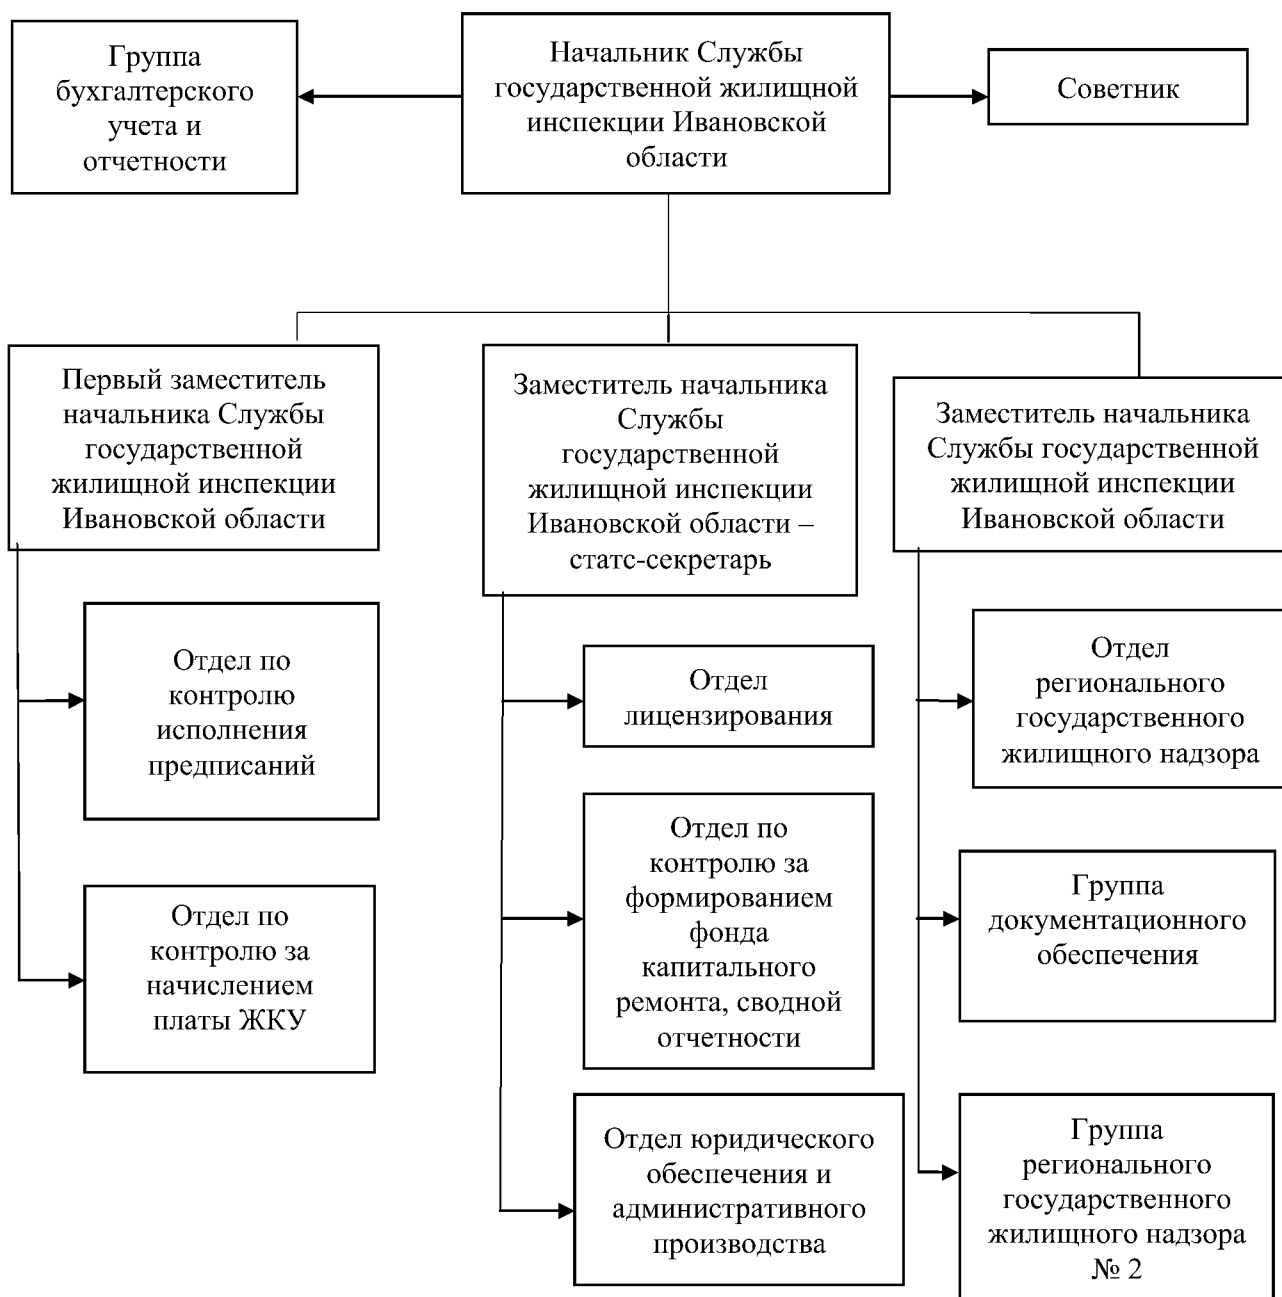 Группа
бухгалтерского
учета и
отчетности
Начальник Службы
государственной жилищной
инспекции Ивановской
области
Советник
Первый заместитель
начальника Службы
государственной
жилищной инспекции
Ивановской области
Заместитель начальника
Службы
государственной
жилищной инспекции
Ивановской области –
статс-секретарь
Заместитель начальника
Службы государственной
жилищной инспекции
Ивановской области
Отдел по
контролю
исполнения
предписаний
Отдел по
контролю за
начислением
платы ЖКУ
Отдел
лицензирования
Отдел по
контролю за
формированием
фонда
капитального
ремонта, сводной
отчетности
Отдел юридического
обеспечения и
административного
производства
Отдел
регионального
государственного
жилищного надзора
Группа
документационного
обеспечения
Группа
регионального
государственного
жилищного надзора
№ 2